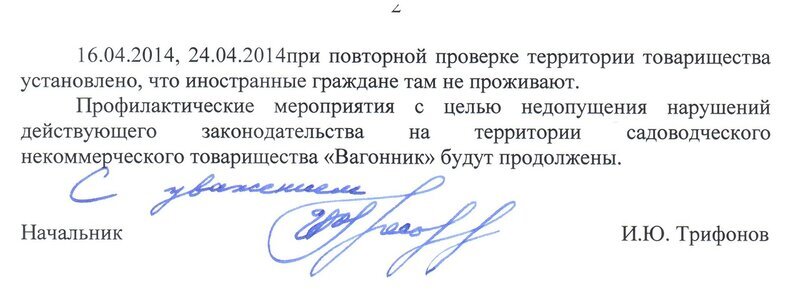 2
16.04.2014, 24.04.2014при повторной проверке территории товарищества
установлено, что иностранные граждане там не проживают.
Профилактические мероприятия с целью недопущения нарушений
действующего законодательства на территории садоводческого
некоммерческого товарищества «Вагонник» будут продолжены.
С уважением
Начальник И.Ю. Трифонов